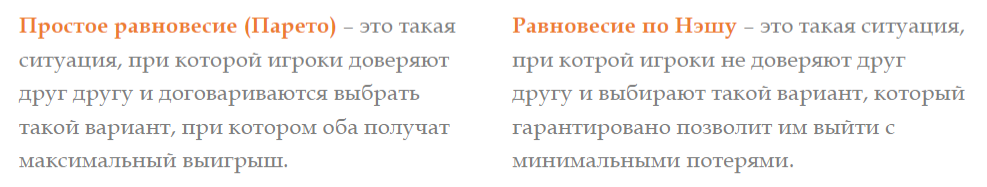 Простое равновесие (Парето) – это такая
ситуация, при которой игроки доверяют
друг другу и договариваются выбрать
такой вариант, при котором оба получат
максимальный выигрыш.
Равновесие по Нэшу – это такая ситуация,
при котрой игроки не доверяют друг
другу и выбирают такой вариант, который
гарантировано позволит им выйти с
минимальными потерями.